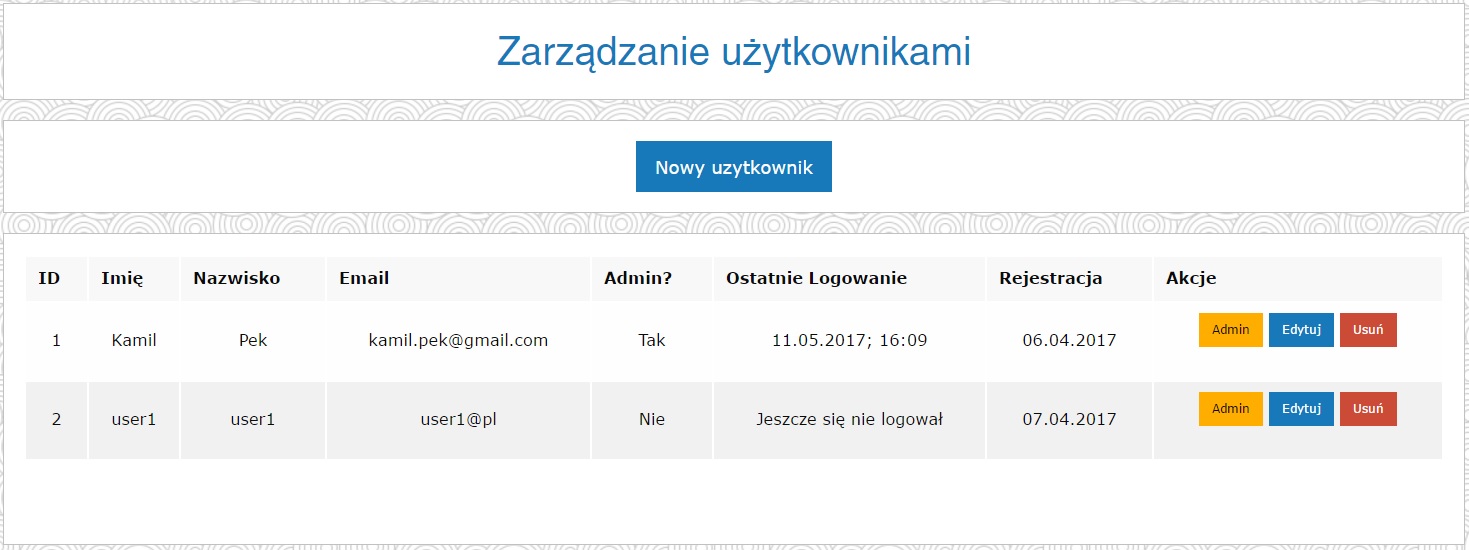 Zarządzanie użytkownikami
Nowy uzytkownik
ID Imię Nazwisko Email Admin? Ostatnie Logowanie Rejestracja Akcje
1 Kamil Pek kamil.pek@gmail.com Tak 11.05.2017; 16:09 06.04.2017 Admin Edytuj Usuń
2 user1 user1 user1@pl Nie Jeszcze się nie logował 07.04.2017 Admin Edytuj Usuń